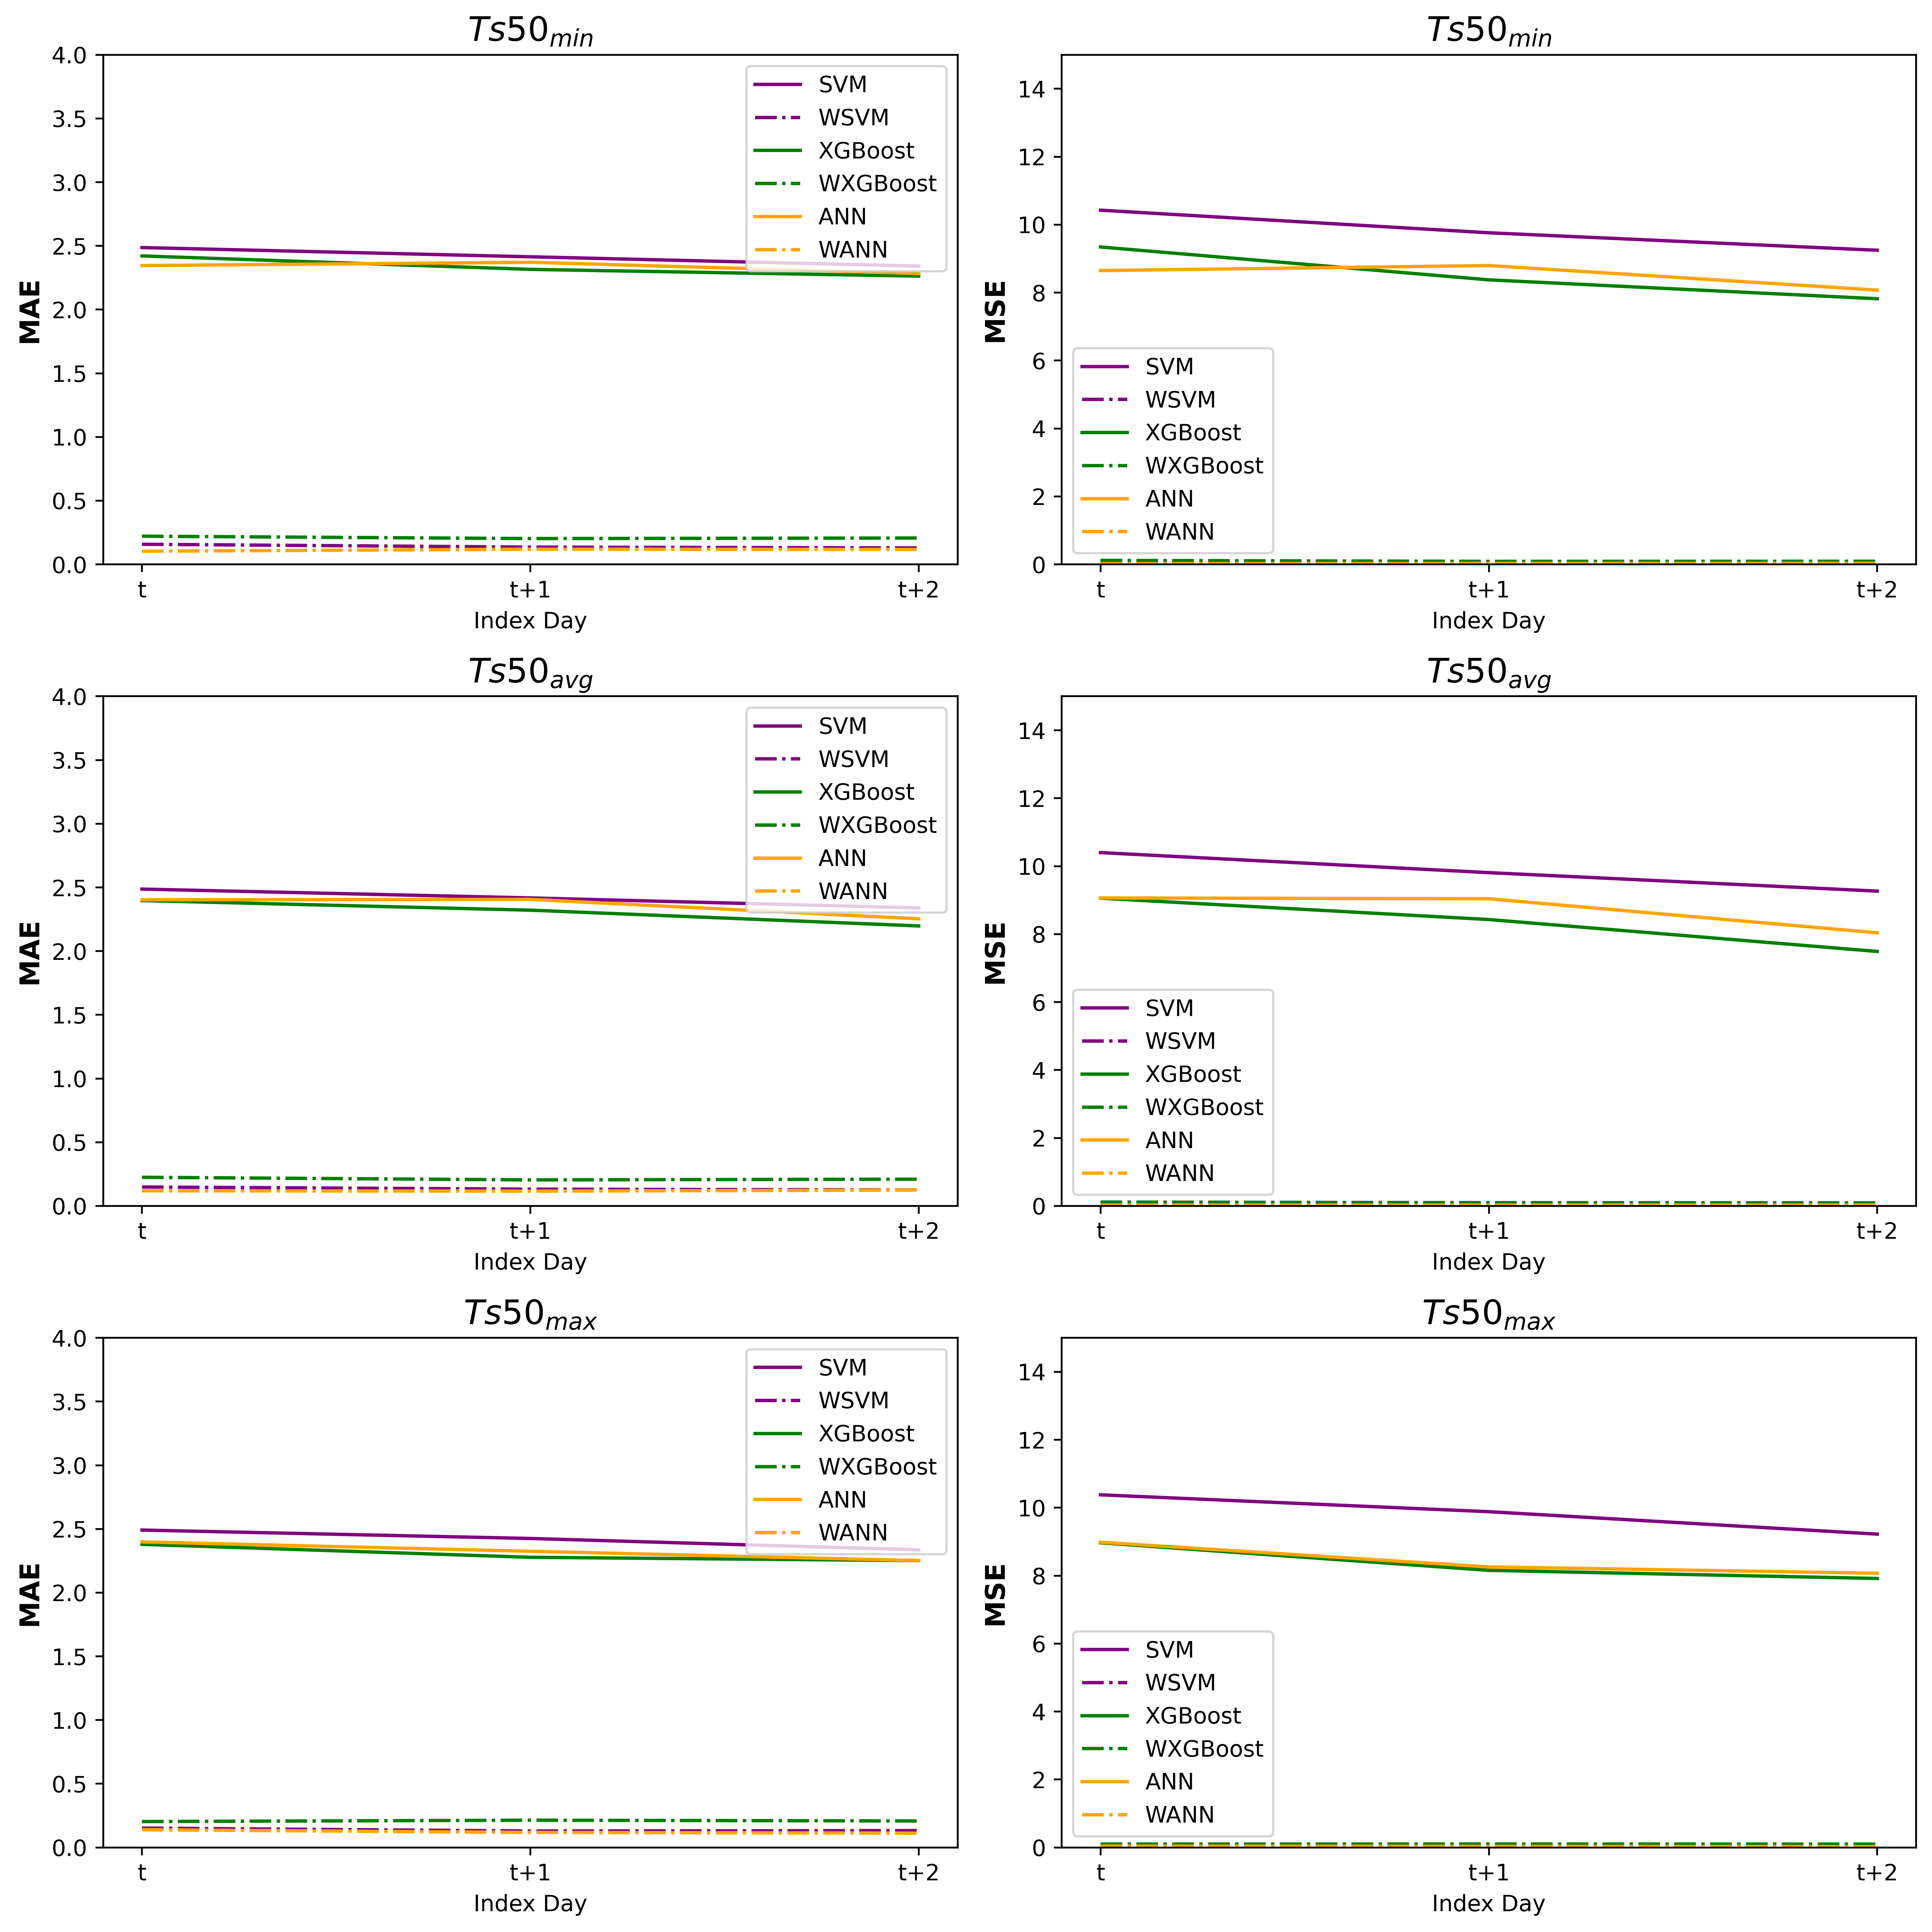 Ts50min
4.0
3.5
3.0
2.5
2.0
1.5
1.0
0.5
0.0
MAE
SVM
WSVM
XGBoost
WXGBoost
ANN
WANN
t t+1 t+2
Index Day
Ts50min
14
12
10
8
6
4
2
0
MSE
SVM
WSVM
XGBoost
WXGBoost
ANN
WANN
t t+1 t+2
Index Day
Ts50avg
4.0
3.5
3.0
2.5
2.0
1.5
1.0
0.5
0.0
MAE
SVM
WSVM
XGBoost
WXGBoost
ANN
WANN
t t+1 t+2
Index Day
Ts50avg
14
12
10
8
6
4
2
0
MSE
SVM
WSVM
XGBoost
WXGBoost
ANN
WANN
t t+1 t+2
Index Day
Ts50max
4.0
3.5
3.0
2.5
2.0
1.5
1.0
0.5
0.0
MAE
SVM
WSVM
XGBoost
WXGBoost
ANN
WANN
t t+1 t+2
Index Day
Ts50max
14
12
10
8
6
4
2
0
MSE
SVM
WSVM
XGBoost
WXGBoost
ANN
WANN
t t+1 t+2
Index Day